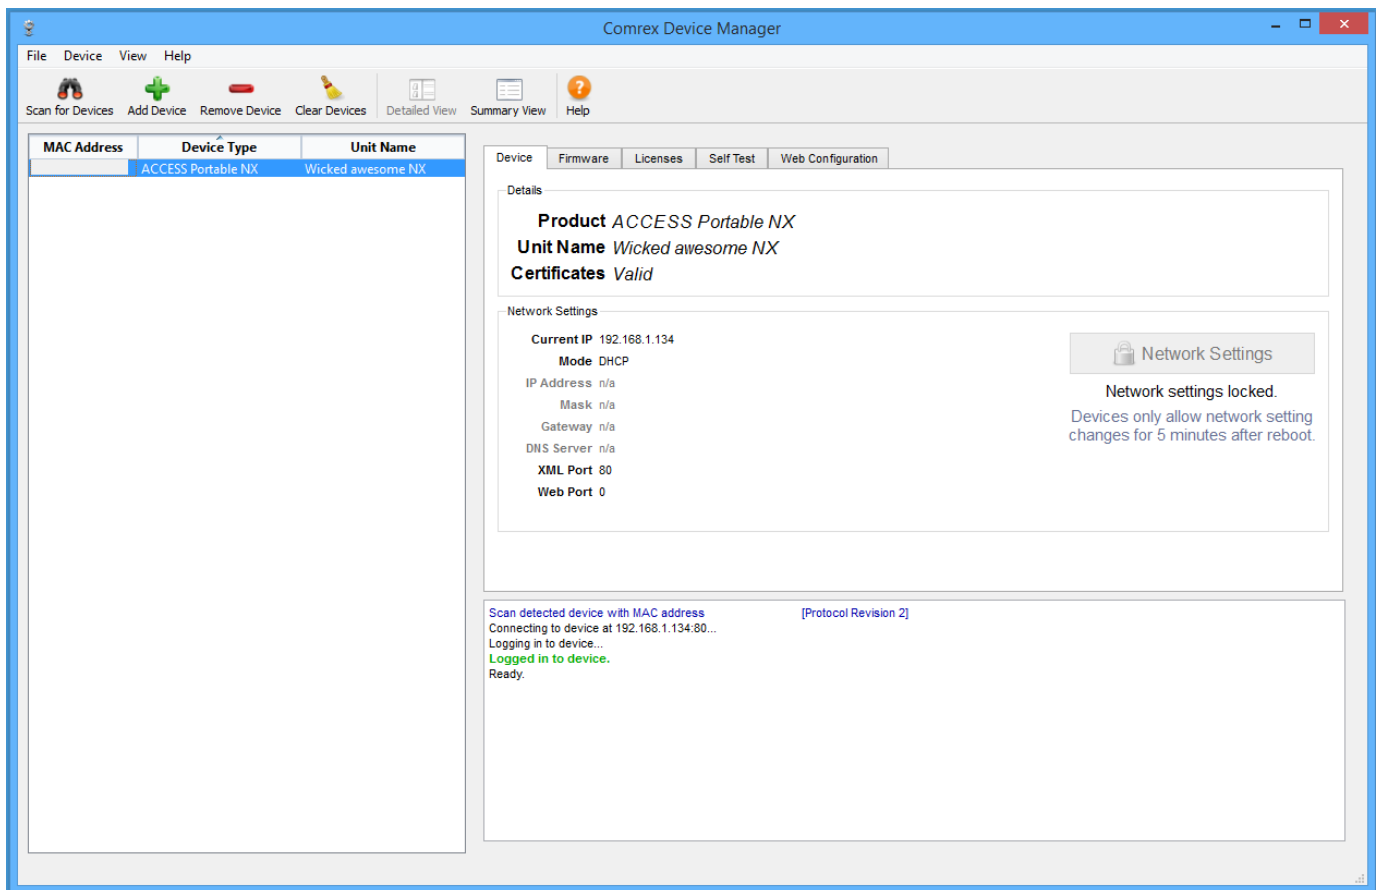 Comrex Device Manager
File Device View Help
Scan for Devices Add Device Remove Device Clear Devices Detailed View Summary View Help
MAC Address Device Type Unit Name
ACCESS Portable NX Wicked awesome NX
Device Firmware Licenses Self Test Web Configuration
Details
Product ACCESS Portable NX
Unit Name Wicked awesome NX
Certificates Valid
Network Settings
Current IP 192.168.1.134
Mode DHCP
IP Address n/a
Mask n/a
Gateway n/a
DNS Server n/a
XML Port 80
Web Port 0
Network Settings
Network settings locked.
Devices only allow network setting
changes for 5 minutes after reboot.
Scan detected device with MAC address [Protocol Revision 2]
Connecting to device at 192.168.1.134:80...
Logging in to device...
Logged in to device.
Ready.